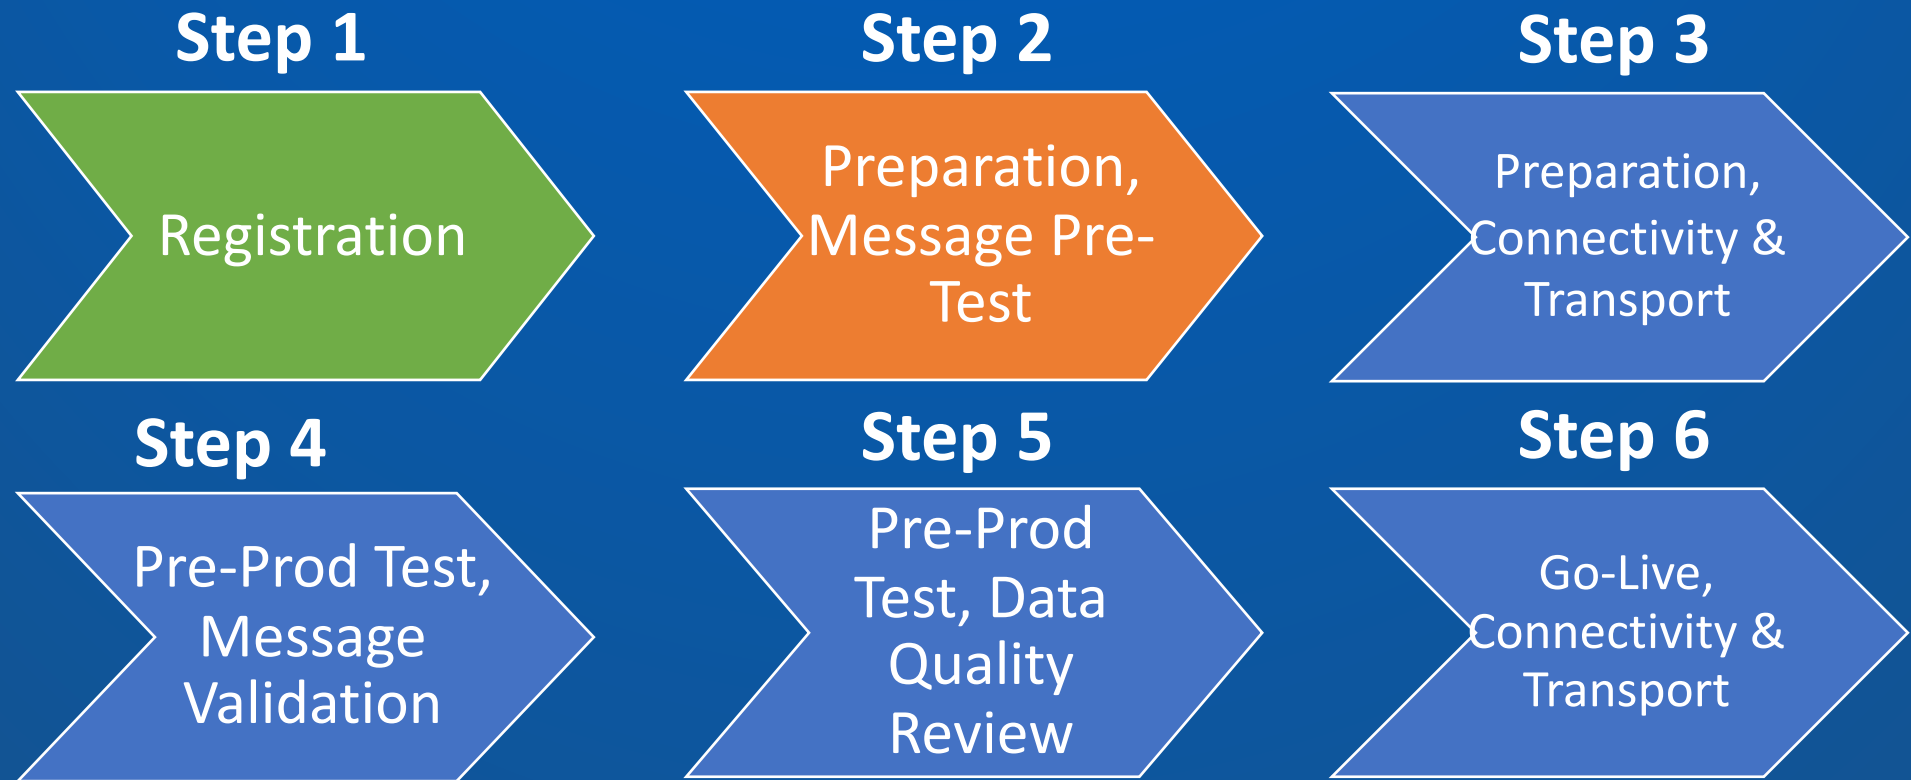 Step 1
Registration
Step 2
Preparation,
Message Pre-
Test
Step 3
Preparation,
Connectivity &
Transport
Step 4
Pre-Prod Test,
Message
Validation
Step 5
Pre-Prod
Test, Data
Quality
Review
Step 6
Go-Live,
Connectivity &
Transport